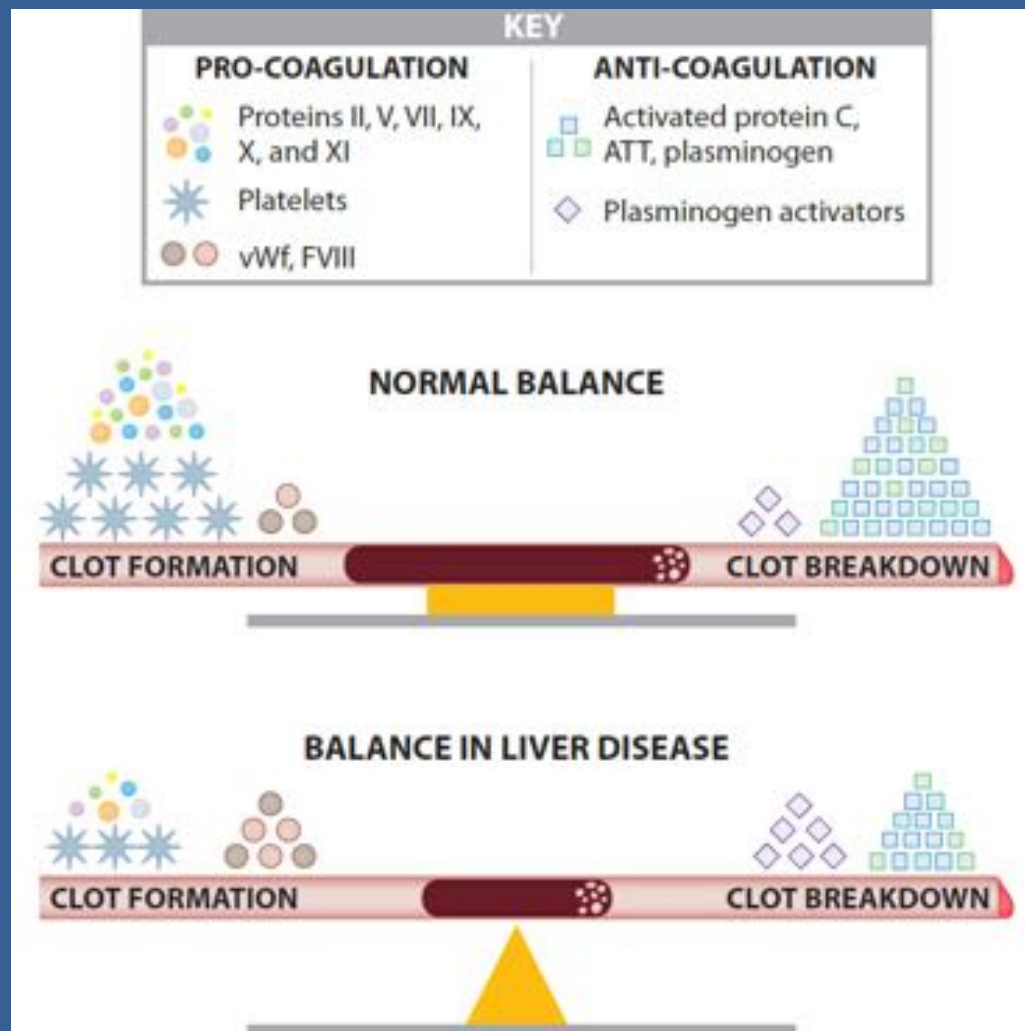 KEY
PRO-COAGULATION
Proteins II, V, VII, IX,
X, and XI
Platelets
vWf, FVIII
ANTI-COAGULATION
Activated protein C,
ATT, plasminogen
Plasminogen activators
NORMAL BALANCE
CLOT FORMATION
CLOT BREAKDOWN
BALANCE IN LIVER DISEASE
CLOT FORMATION
CLOT BREAKDOWN